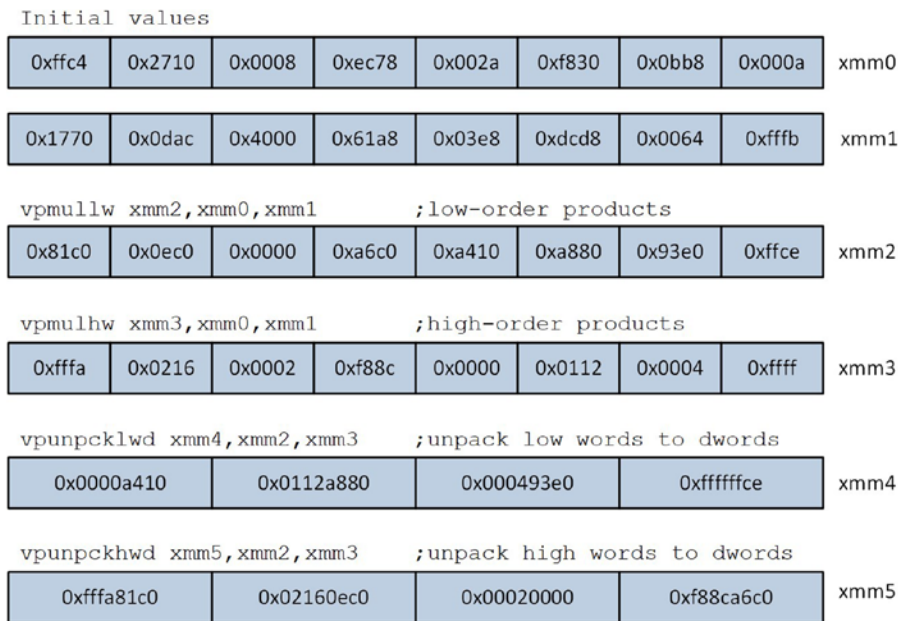 Initial values
0xffc4 0x2710 0x0008 0xec78 0x002a 0xf830 0x0bb8 0x000a xmm0
0x1770 0x0dac 0x4000 0x61a8 0x03e8 0xdcd8 0x0064 0xfffb xmm1
vpmullw xmm2,xmm0,xmm1 ;low-order products
0x81c0 0x0ec0 0x0000 0xa6c0 0xa410 0xa880 0x93e0 0xffce xmm2
vpmulhw xmm3,xmm0,xmm1 ;high-order products
0xfffa 0x0216 0x0002 0xf88c 0x0000 0x0112 0x0004 0xffff xmm3
vpunpcklwd xmm4,xmm2,xmm3 ;unpack low words to dwords
0x0000a410 0x0112a880 0x000493e0 0xffffffce xmm4
vpunpckhwd xmm5,xmm2,xmm3 ;unpack high words to dwords
0xfffa81c0 0x02160ec0 0x00020000 0xf88ca6c0 xmm5